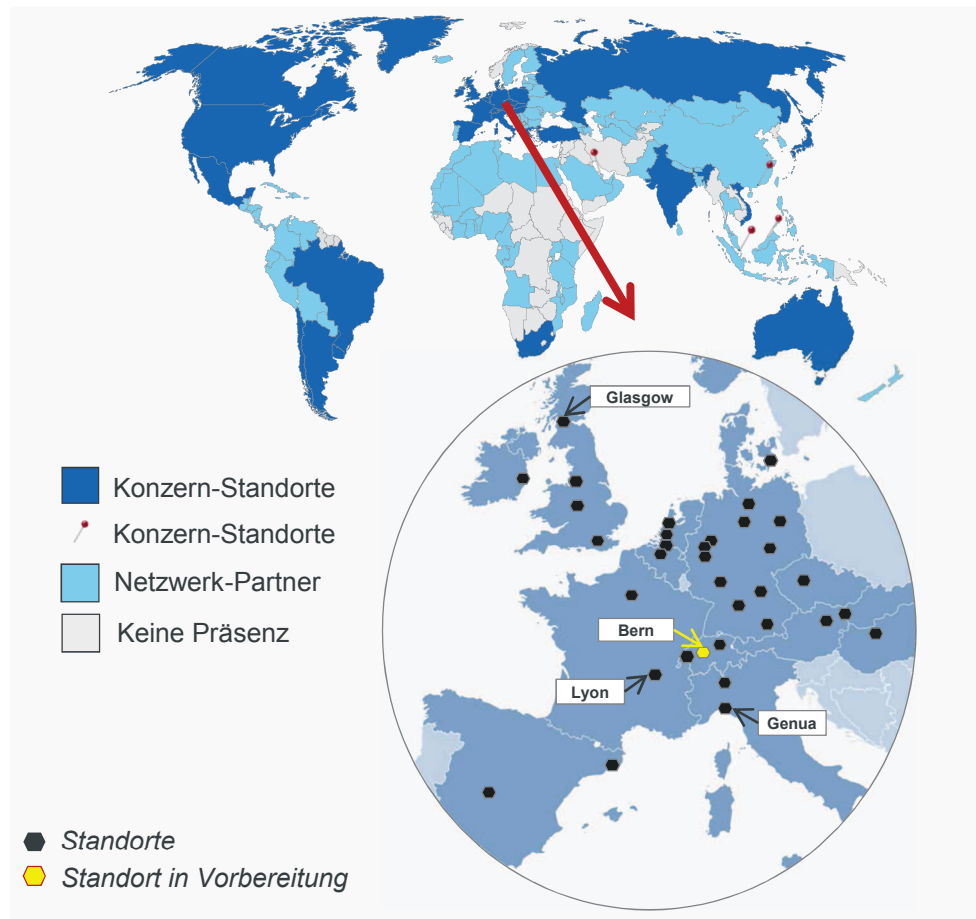 Glasgow
Konzern-Standorte
Konzern-Standorte
Netzwerk-Partner
Keine Präsenz
Bern
Lyon
Genua
Standorte
Standort in Vorbereitung